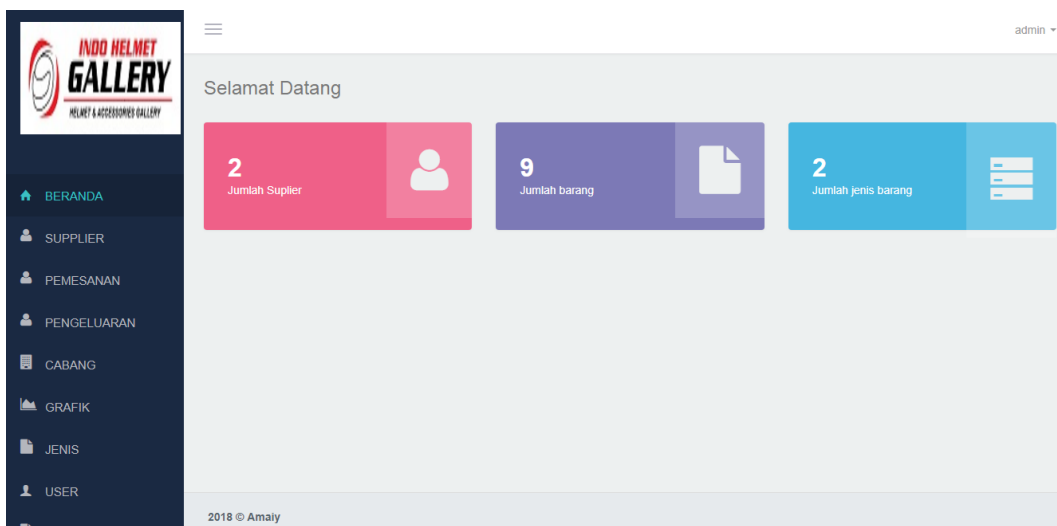 INDO HELMET
GALLERY
HELMET & ACCESSORIES GALLERY
admin
Selamat Datang
2
Jumlah Suplier
9
Jumlah barang
2
Jumlah jenis barang
BERANDA
SUPPLIER
PEMESANAN
PENGELUARAN
CABANG
GRAFIK
JENIS
USER
2018 © Amaiy